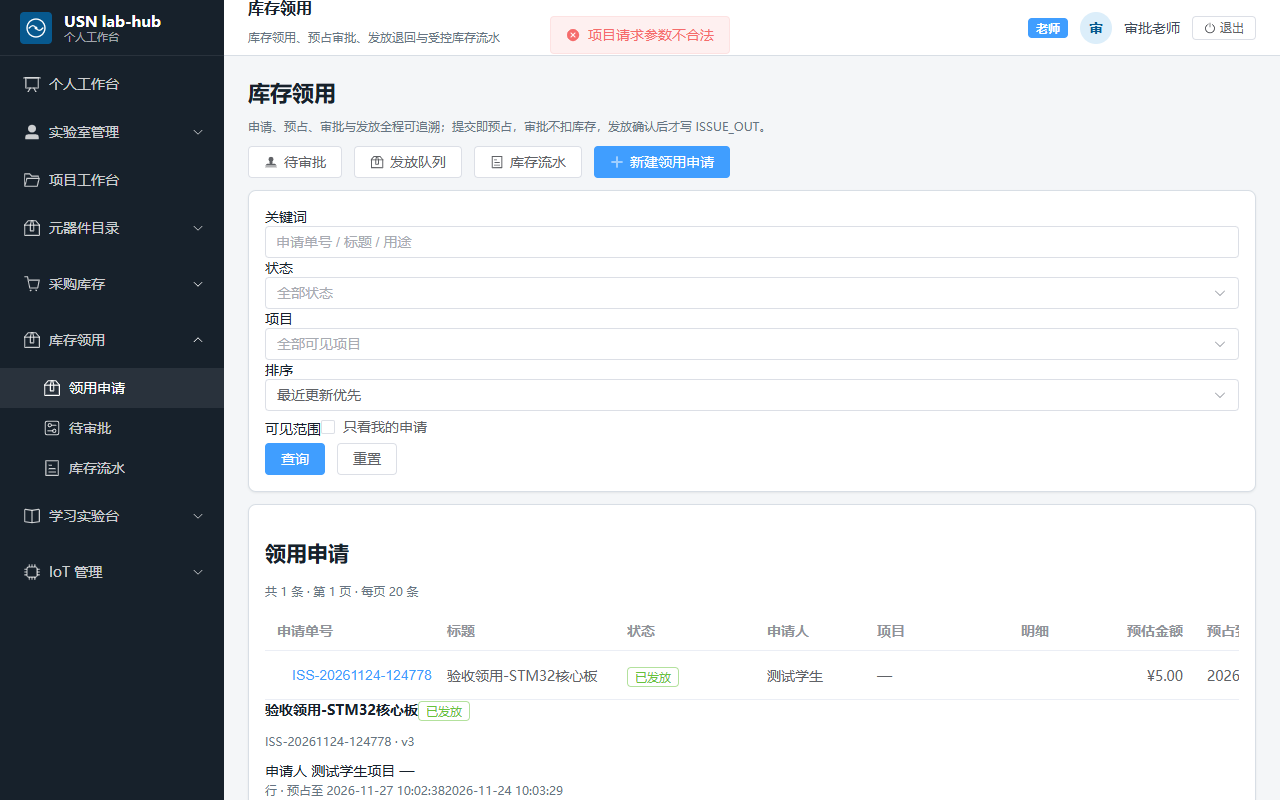 USN lab-hub
个人工作台
个人工作台
实验室管理
项目工作台
元器件目录
采购库存
库存领用
领用申请
待审批
库存流水
学习实验台
IoT 管理
库存领用
库存领用、预占审批、发放退回与受控库存流水
项目请求参数不合法
老师 审 审批老师 退出
库存领用
申请、预占、审批与发放全程可追溯；提交即预占，审批不扣库存，发放确认后才写 ISSUE_OUT。
待审批 发放队列 库存流水 新建领用申请
关键词
申请单号 / 标题 / 用途
状态
全部状态
项目
全部可见项目
排序
最近更新优先
可见范围 只看我的申请
查询 重置
领用申请
共 1 条 · 第 1 页 · 每页 20 条
申请单号 标题 状态 申请人 项目 明细 预估金额 预占至
ISS-20261124-124778 验收领用-STM32核心板 已发放 测试学生 — ¥5.00 2026
验收领用-STM32核心板 已发放
ISS-20261124-124778 · v3
申请人 测试学生项目 —
行 · 预占至 2026-11-27 10:02:382026-11-24 10:03:29